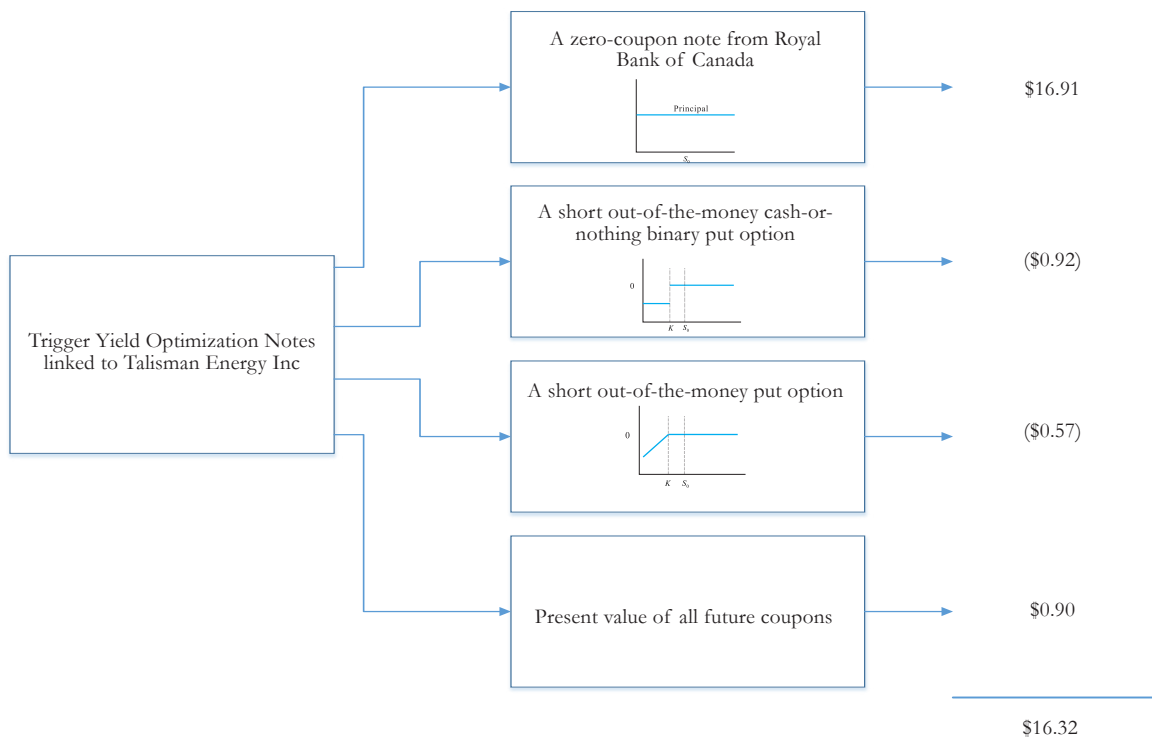 A zero-coupon note from Royal
Bank of Canada
Principal
S₀
$16.91
A short out-of-the-money cash-or-
nothing binary put option
0
K S₀
($0.92)
Trigger Yield Optimization Notes
linked to Talisman Energy Inc
A short out-of-the-money put option
0
K S₀
($0.57)
Present value of all future coupons
$0.90
$16.32